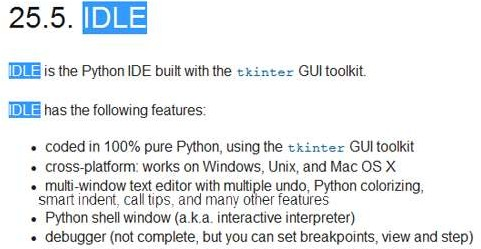 25.5. IDLE
IDLE is the Python IDE built with the tkinter GUI toolkit.
IDLE has the following features:
• coded in 100% pure Python, using the tkinter GUI toolkit
• cross-platform: works on Windows, Unix, and Mac OS X
• multi-window text editor with multiple undo, Python colorizing,
smart indent, call tips, and many other features
• Python shell window (a.k.a. interactive interpreter)
• debugger (not complete, but you can set breakpoints, view and step)